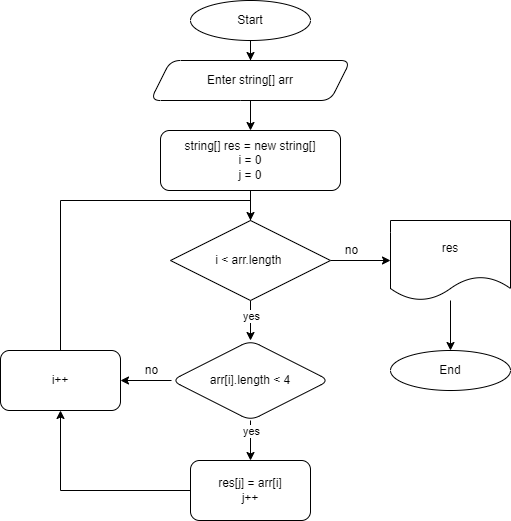 Start
Enter string[] arr
string[] res = new string[]
i = 0
j = 0
i < arr.length
no
res
yes
End
arr[i].length < 4
no
i++
yes
res[j] = arr[i]
j++